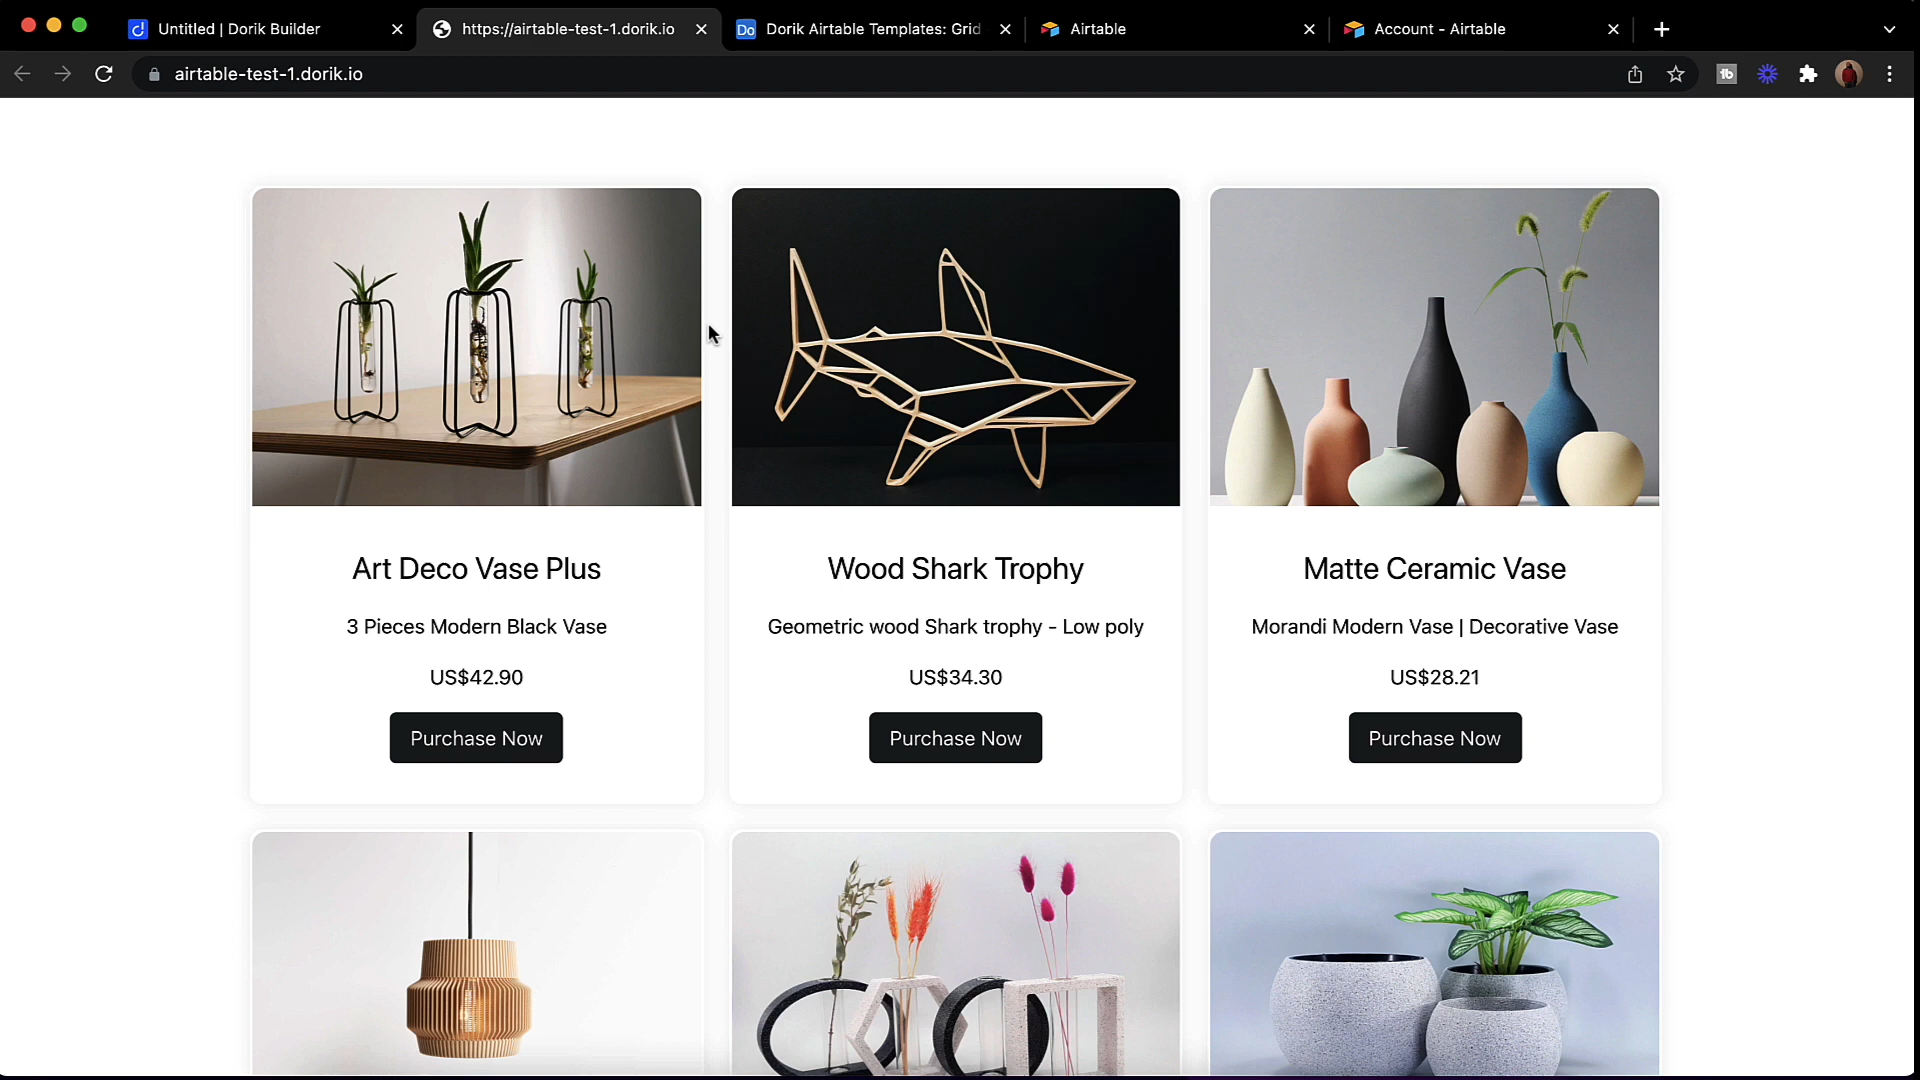 Untitled | Dorik Builder
https://airtable-test-1.dorik.io
Do
Dorik Airtable Templates: Grid
Airtable
Account - Airtable
airtable-test-1.dorik.io
Art Deco Vase Plus
3 Pieces Modern Black Vase
US$42.90
Purchase Now
Wood Shark Trophy
Geometric wood Shark trophy - Low poly
US$34.30
Purchase Now
Matte Ceramic Vase
Morandi Modern Vase | Decorative Vase
US$28.21
Purchase Now